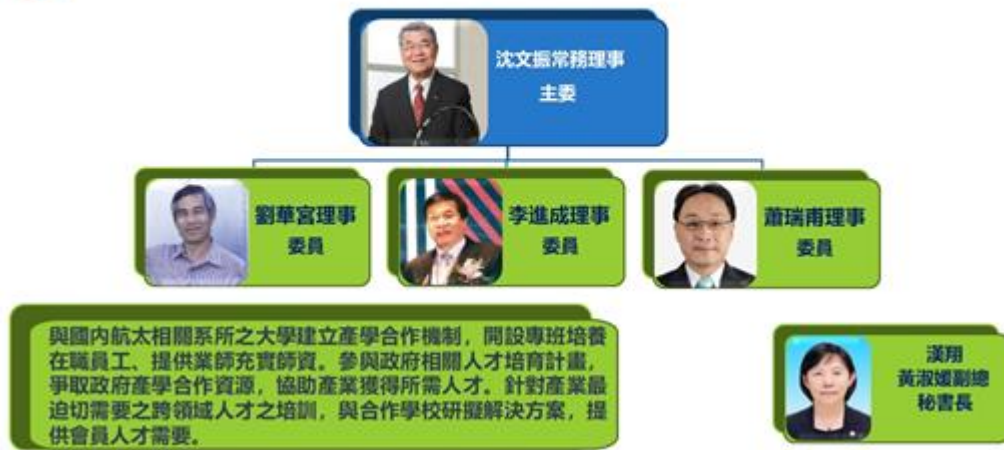 沈文振常務理事
主委
劉華宮理事
委員
李進成理事
委員
蕭瑞甫理事
委員
與國內航太相關系所之大學建立產學合作機制，開設專班培養
在職員工、提供業師充實師資。參與政府相關人才培育計畫，
爭取政府產學合作資源，協助產業獲得所需人才。針對產業最
迫切需要之跨領域人才之培訓，與合作學校研擬解決方案，提
供會員人才需要。
漢翔
黃淑媛副總
秘書長